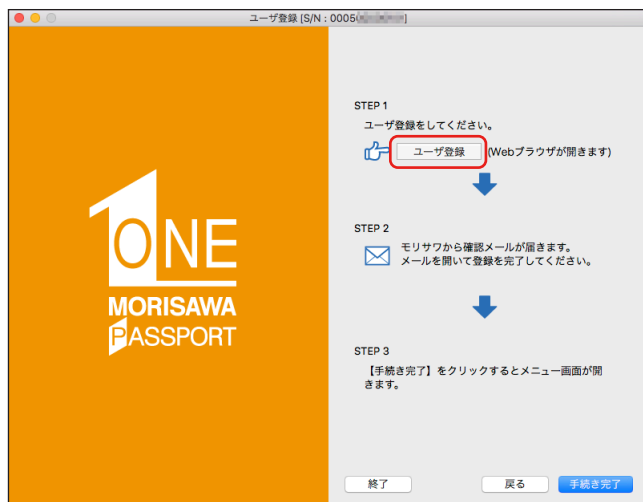 ユーザ登録 [S/N : 0005
STEP 1
ユーザ登録をしてください。
ユーザ登録 (Webブラウザが開きます)
STEP 2
モリサワから確認メールが届きます。
メールを開いて登録を完了してください。
STEP 3
【手続き完了】をクリックするとメニュー画面が開
きます。
ONE
MORISAWA
PASSPORT
終了 戻る 手続き完了